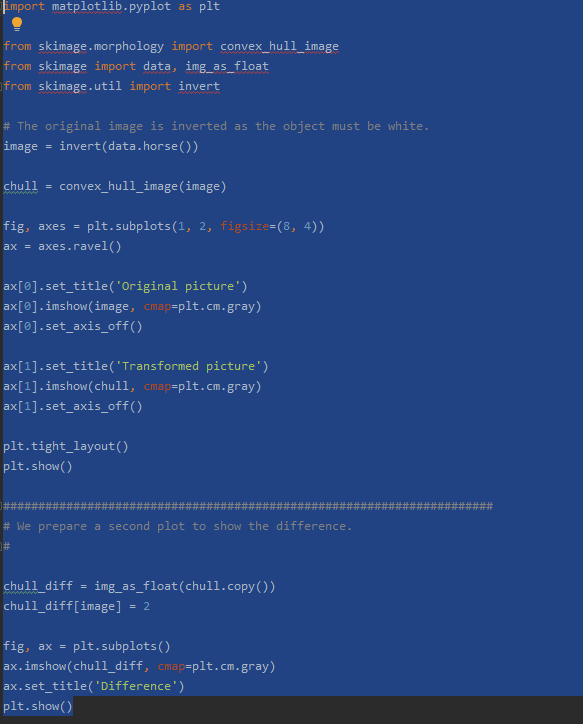 import matplotlib.pyplot as plt
from skimage.morphology import convex_hull_image
from skimage import data, img_as_float
from skimage.util import invert
# The original image is inverted as the object must be white.
image = invert(data.horse())
chull = convex_hull_image(image)
fig, axes = plt.subplots(1, 2, figsize=(8, 4))
ax = axes.ravel()
ax[0].set_title('Original picture')
ax[0].imshow(image, cmap=plt.cm.gray)
ax[0].set_axis_off()
ax[1].set_title('Transformed picture')
ax[1].imshow(chull, cmap=plt.cm.gray)
ax[1].set_axis_off()
plt.tight_layout()
plt.show()
######################################################################
# We prepare a second plot to show the difference.
#
chull_diff = img_as_float(chull.copy())
chull_diff[image] = 2
fig, ax = plt.subplots()
ax.imshow(chull_diff, cmap=plt.cm.gray)
ax.set_title('Difference')
plt.show()